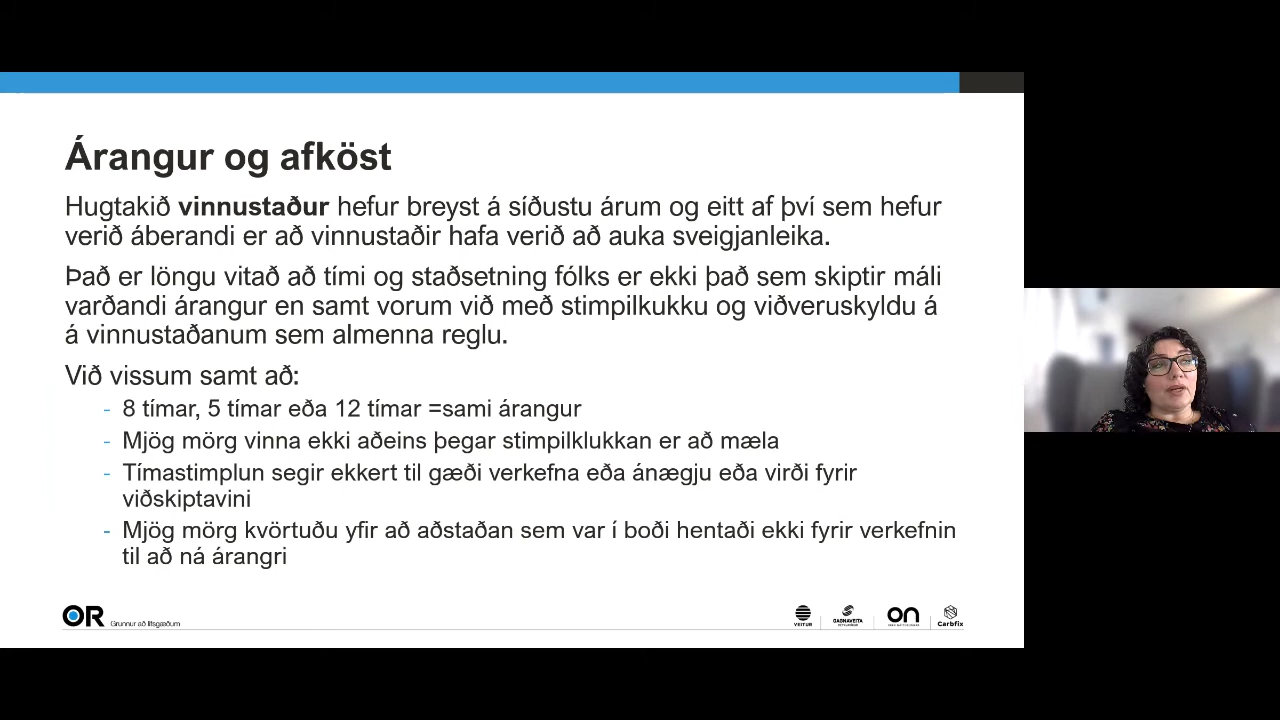 Árangur og afköst
Hugtakið vinnustaður hefur breyst á síðustu árum og eitt af því sem hefur
verið áberandi er að vinnustaðir hafa verið að auka sveigjanleika.
Það er löngu vitað að tími og staðsetning fólks er ekki það sem skiptir máli
varðandi árangur en samt vorum við með stimpilkukku og viðveruskyldu á
á vinnustaðanum sem almenna reglu.
Við vissum samt að:
- 8 tímar, 5 tímar eða 12 tímar =sami árangur
- Mjög mörg vinna ekki aðeins þegar stimpilklukkan er að mæla
- Tímastimplun segir ekkert til gæði verkefna eða ánægju eða virði fyrir
viðskiptavini
- Mjög mörg kvörtuðu yfir að aðstaðan sem var í boði hentaði ekki fyrir verkefnin
til að ná árangri
OR Grunnur að lífsgæðum
VEITUR
GAGNAVEITA
on
Carbfix